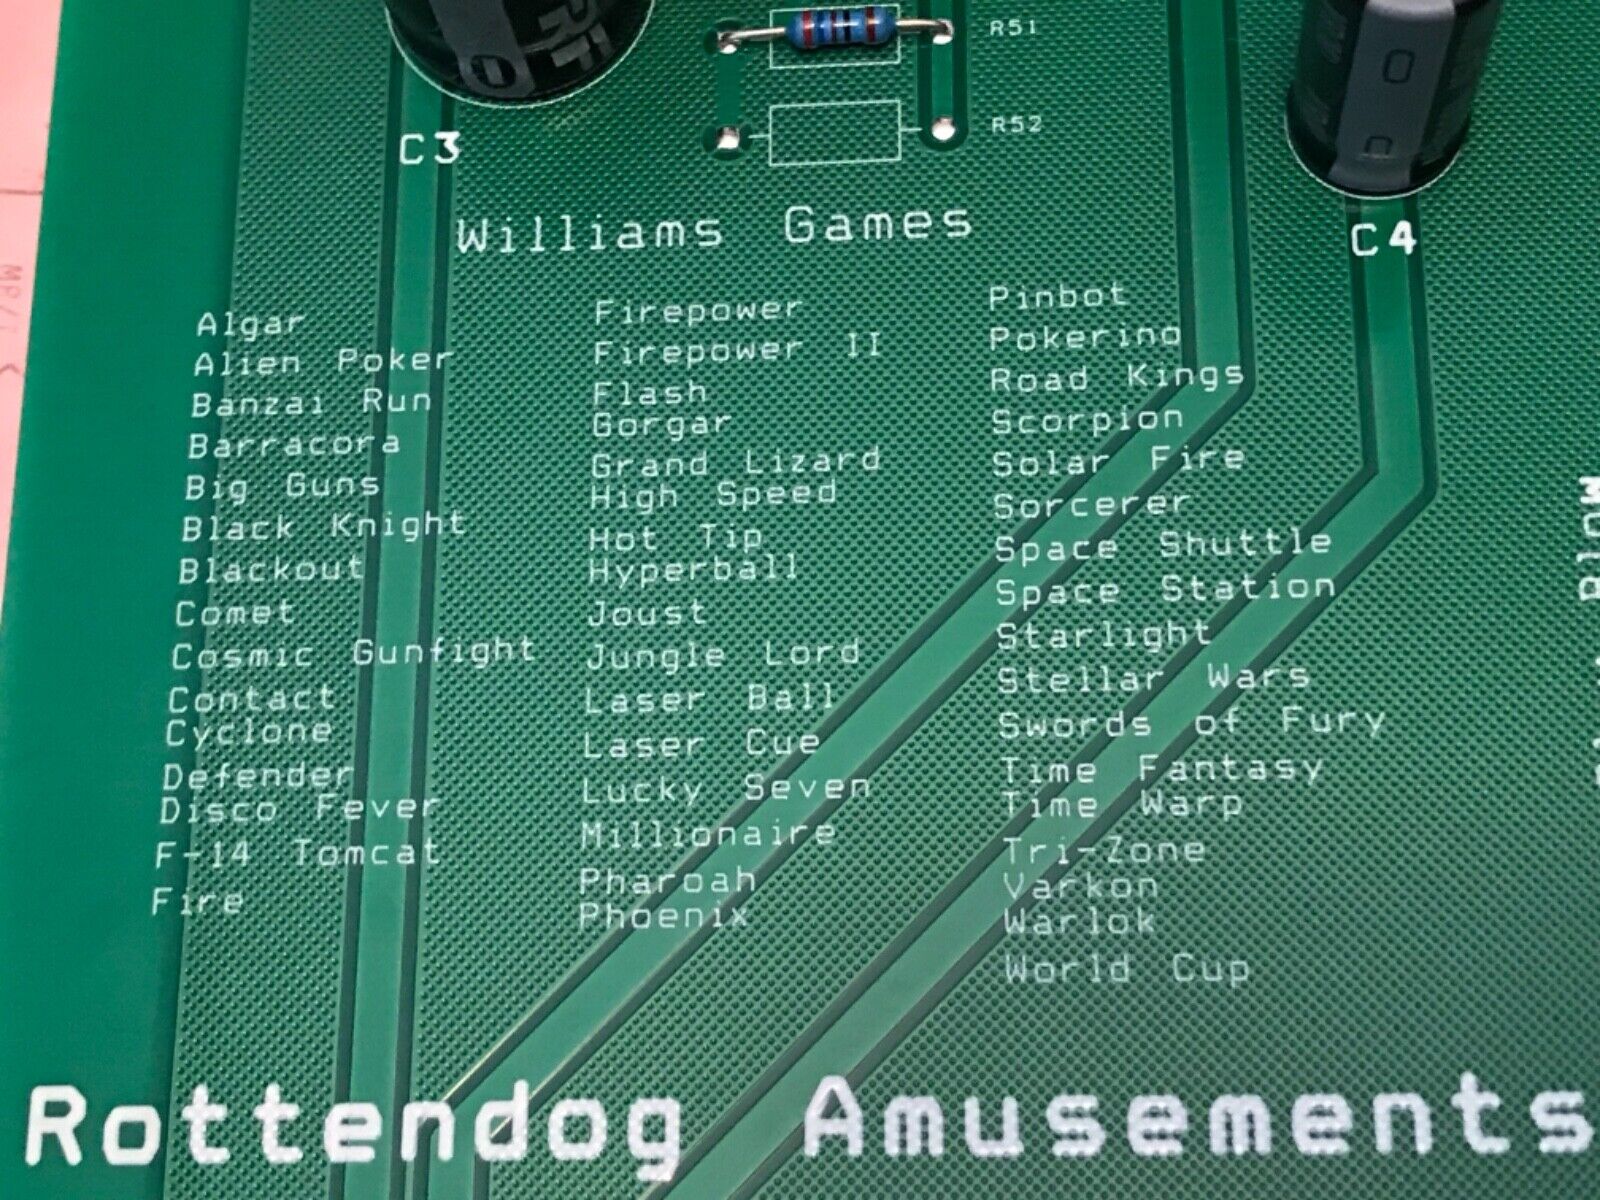 R51
R52
C3
C4
Williams Games
Algar
Alien Poker
Banzai Run
Barracora
Big Guns
Black Knight
Blackout
Comet
Cosmic Gunfight
Contact
Cyclone
Defender
Disco Fever
F-14 Tomcat
Fire
Firepower
Firepower II
Flash
Gorgar
Grand Lizard
High Speed
Hot Tip
Hyperball
Joust
Jungle Lord
Laser Ball
Laser Cue
Lucky Seven
Millionaire
Pharoah
Phoenix
Pinbot
Pokerino
Road Kings
Scorpion
Solar Fire
Sorcerer
Space Shuttle
Space Station
Starlight
Stellar Wars
Swords of Fury
Time Fantasy
Time Warp
Tri-Zone
Varkon
Warlok
World Cup
Rottendog Amusements